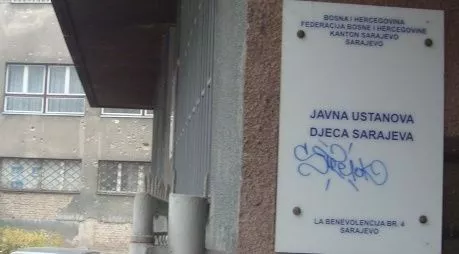 BOSNA I HERCEGOVINA
FEDERACIJA BOSNE I HERCEGOVINE
KANTON SARAJEVO
SARAJEVO
JAVNA USTANOVA
DJECA SARAJEVA
LA BENEVOLENCIJA BR. 4
SARAJEVO